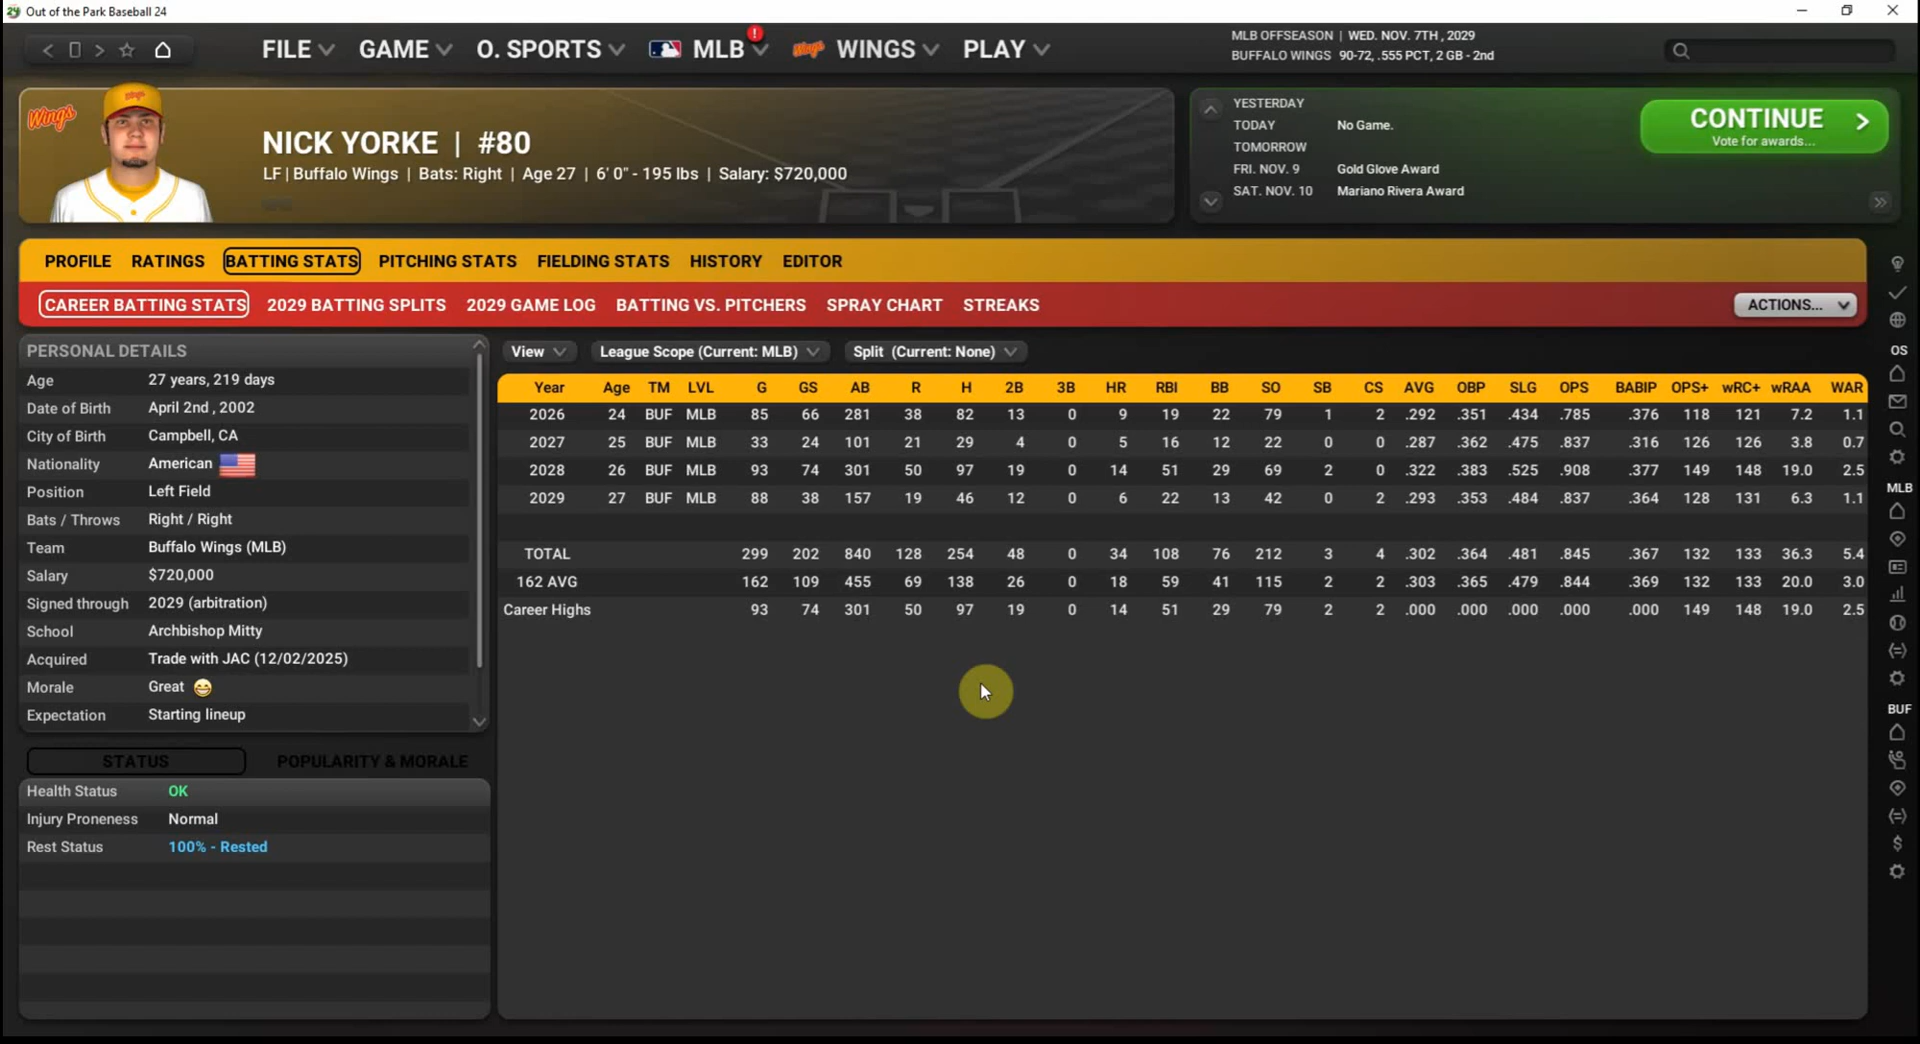 24 Out of the Park Baseball 24
FILE GAME O. SPORTS MLB ! WINGS PLAY
MLB OFFSEASON | WED. NOV. 7TH , 2029
BUFFALO WINGS 90-72, .555 PCT, 2 GB - 2nd
Wings
NICK YORKE | #80
LF | Buffalo Wings | Bats: Right | Age 27 | 6' 0" - 195 lbs | Salary: $720,000
YESTERDAY
TODAY No Game.
TOMORROW
FRI. NOV. 9 Gold Glove Award
SAT. NOV. 10 Mariano Rivera Award
CONTINUE
Vote for awards...
PROFILE RATINGS BATTING STATS PITCHING STATS FIELDING STATS HISTORY EDITOR
CAREER BATTING STATS 2029 BATTING SPLITS 2029 GAME LOG BATTING VS. PITCHERS SPRAY CHART STREAKS
ACTIONS...
PERSONAL DETAILS
Age 27 years, 219 days
Date of Birth April 2nd , 2002
City of Birth Campbell, CA
Nationality American
Position Left Field
Bats / Throws Right / Right
Team Buffalo Wings (MLB)
Salary $720,000
Signed through 2029 (arbitration)
School Archbishop Mitty
Acquired Trade with JAC (12/02/2025)
Morale Great
Expectation Starting lineup
STATUS POPULARITY & MORALE
Health Status OK
Injury Proneness Normal
Rest Status 100% - Rested
View League Scope (Current: MLB) Split (Current: None)
Year Age TM LVL G GS AB R H 2B 3B HR RBI BB SO SB CS AVG OBP SLG OPS BABIP OPS+ wRC+ wRAA WAR
2026 24 BUF MLB 85 66 281 38 82 13 0 9 19 22 79 1 2 .292 .351 .434 .785 .376 118 121 7.2 1.1
2027 25 BUF MLB 33 24 101 21 29 4 0 5 16 12 22 0 0 .287 .362 .475 .837 .316 126 126 3.8 0.7
2028 26 BUF MLB 93 74 301 50 97 19 0 14 51 29 69 2 0 .322 .383 .525 .908 .377 149 148 19.0 2.5
2029 27 BUF MLB 88 38 157 19 46 12 0 6 22 13 42 0 2 .293 .353 .484 .837 .364 128 131 6.3 1.1
TOTAL 299 202 840 128 254 48 0 34 108 76 212 3 4 .302 .364 .481 .845 .367 132 133 36.3 5.4
162 AVG 162 109 455 69 138 26 0 18 59 41 115 2 2 .303 .365 .479 .844 .369 132 133 20.0 3.0
Career Highs 93 74 301 50 97 19 0 14 51 29 79 2 2 .000 .000 .000 .000 .000 149 148 19.0 2.5
OS
MLB
BUF